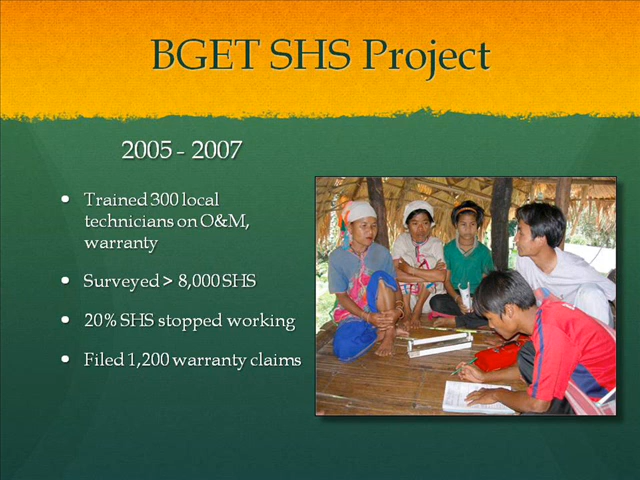 BGET SHS Project
2005 - 2007
• Trained 300 local
technicians on O&M,
warranty
• Surveyed > 8,000 SHS
• 20% SHS stopped working
• Filed 1,200 warranty claims